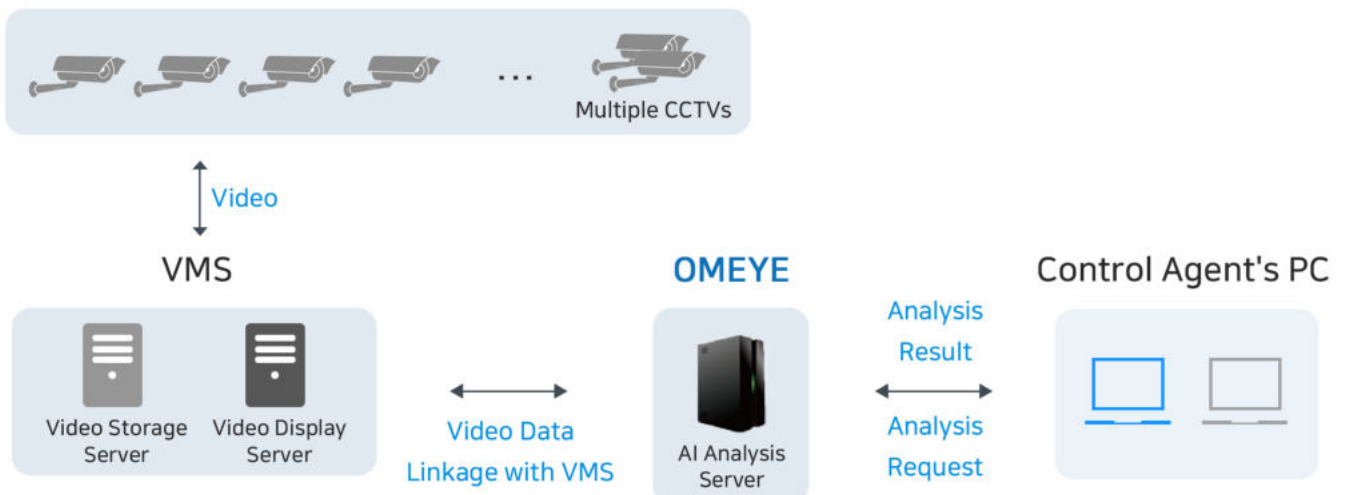 ...
Multiple CCTVs
Video
VMS
OMEYE
Control Agent's PC
Video Storage
Server
Video Display
Server
Video Data
Linkage with VMS
AI Analysis
Server
Analysis
Result
Analysis
Request